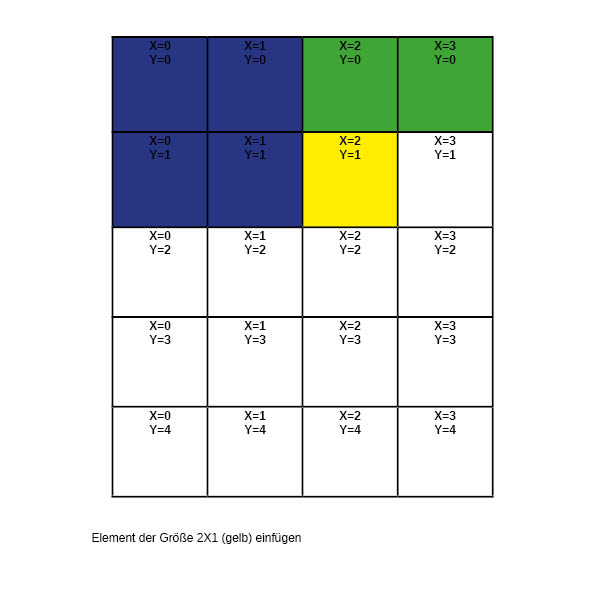 X=0 X=1 X=2 X=3
Y=0 Y=0 Y=0 Y=0
X=0 X=1 X=2 X=3
Y=1 Y=1 Y=1 Y=1
X=0 X=1 X=2 X=3
Y=2 Y=2 Y=2 Y=2
X=0 X=1 X=2 X=3
Y=3 Y=3 Y=3 Y=3
X=0 X=1 X=2 X=3
Y=4 Y=4 Y=4 Y=4
Element der Größe 2X1 (gelb) einfügen